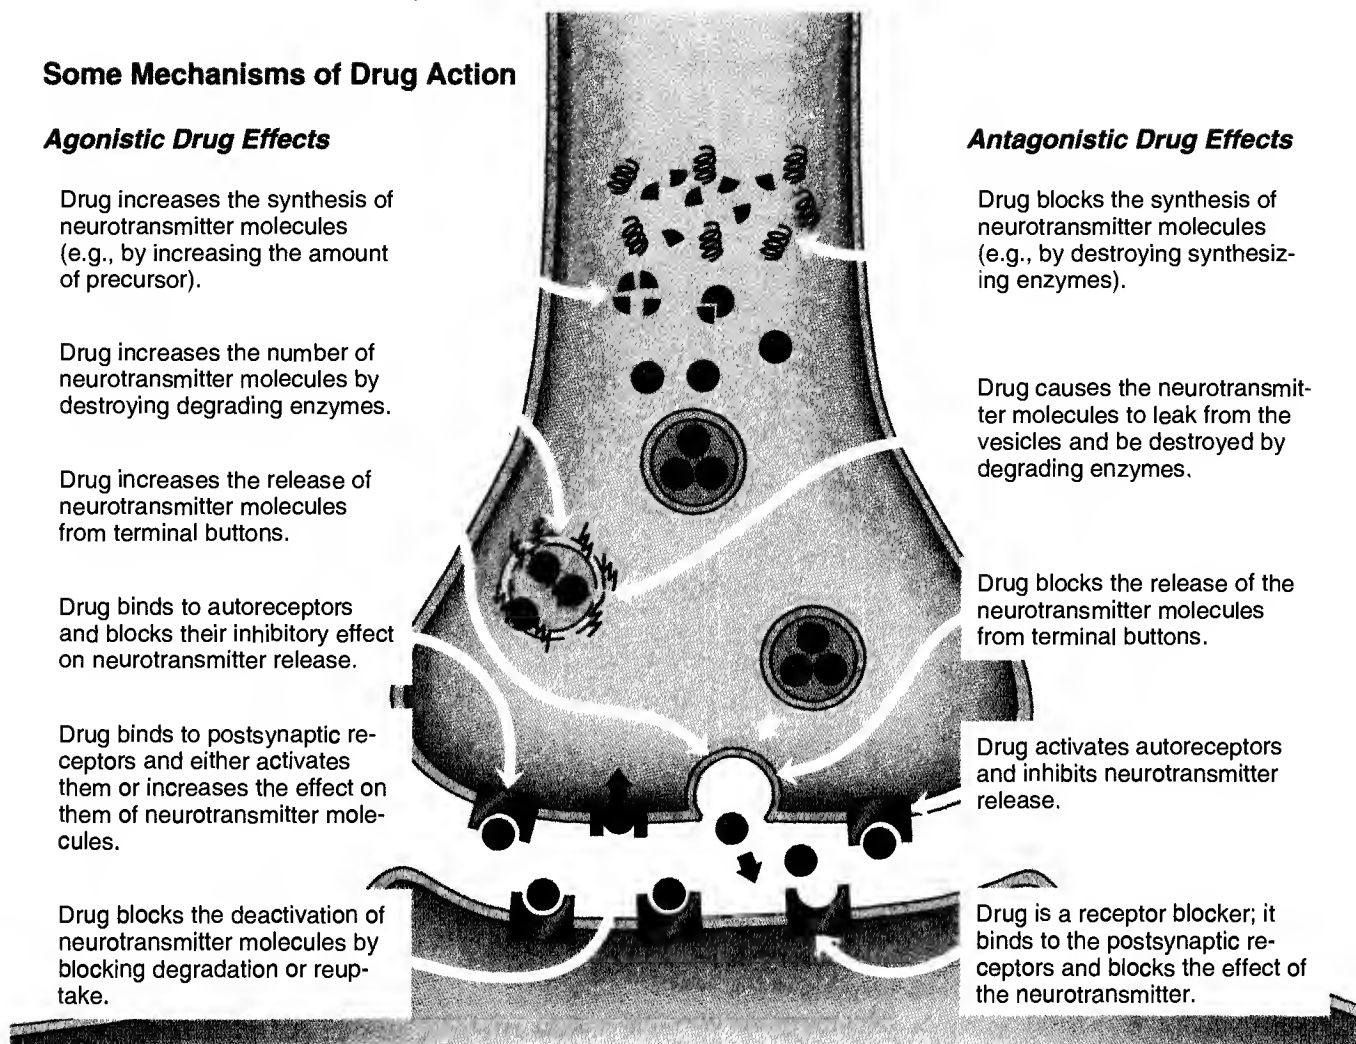 Some Mechanisms of Drug Action
Agonistic Drug Effects
Drug increases the synthesis of
neurotransmitter molecules
(e.g., by increasing the amount
of precursor).
Drug increases the number of
neurotransmitter molecules by
destroying degrading enzymes.
Drug increases the release of
neurotransmitter molecules
from terminal buttons.
Drug binds to autoreceptors
and blocks their inhibitory effect
on neurotransmitter release.
Drug binds to postsynaptic re-
ceptors and either activates
them or increases the effect on
them of neurotransmitter mole-
cules.
Drug blocks the deactivation of
neurotransmitter molecules by
blocking degradation or reup-
take.
Antagonistic Drug Effects
Drug blocks the synthesis of
neurotransmitter molecules
(e.g., by destroying synthesiz-
ing enzymes).
Drug causes the neurotransmit-
ter molecules to leak from the
vesicles and be destroyed by
degrading enzymes.
Drug blocks the release of the
neurotransmitter molecules
from terminal buttons.
Drug activates autoreceptors
and inhibits neurotransmitter
release.
Drug is a receptor blocker; it
binds to the postsynaptic re-
ceptors and blocks the effect of
the neurotransmitter.